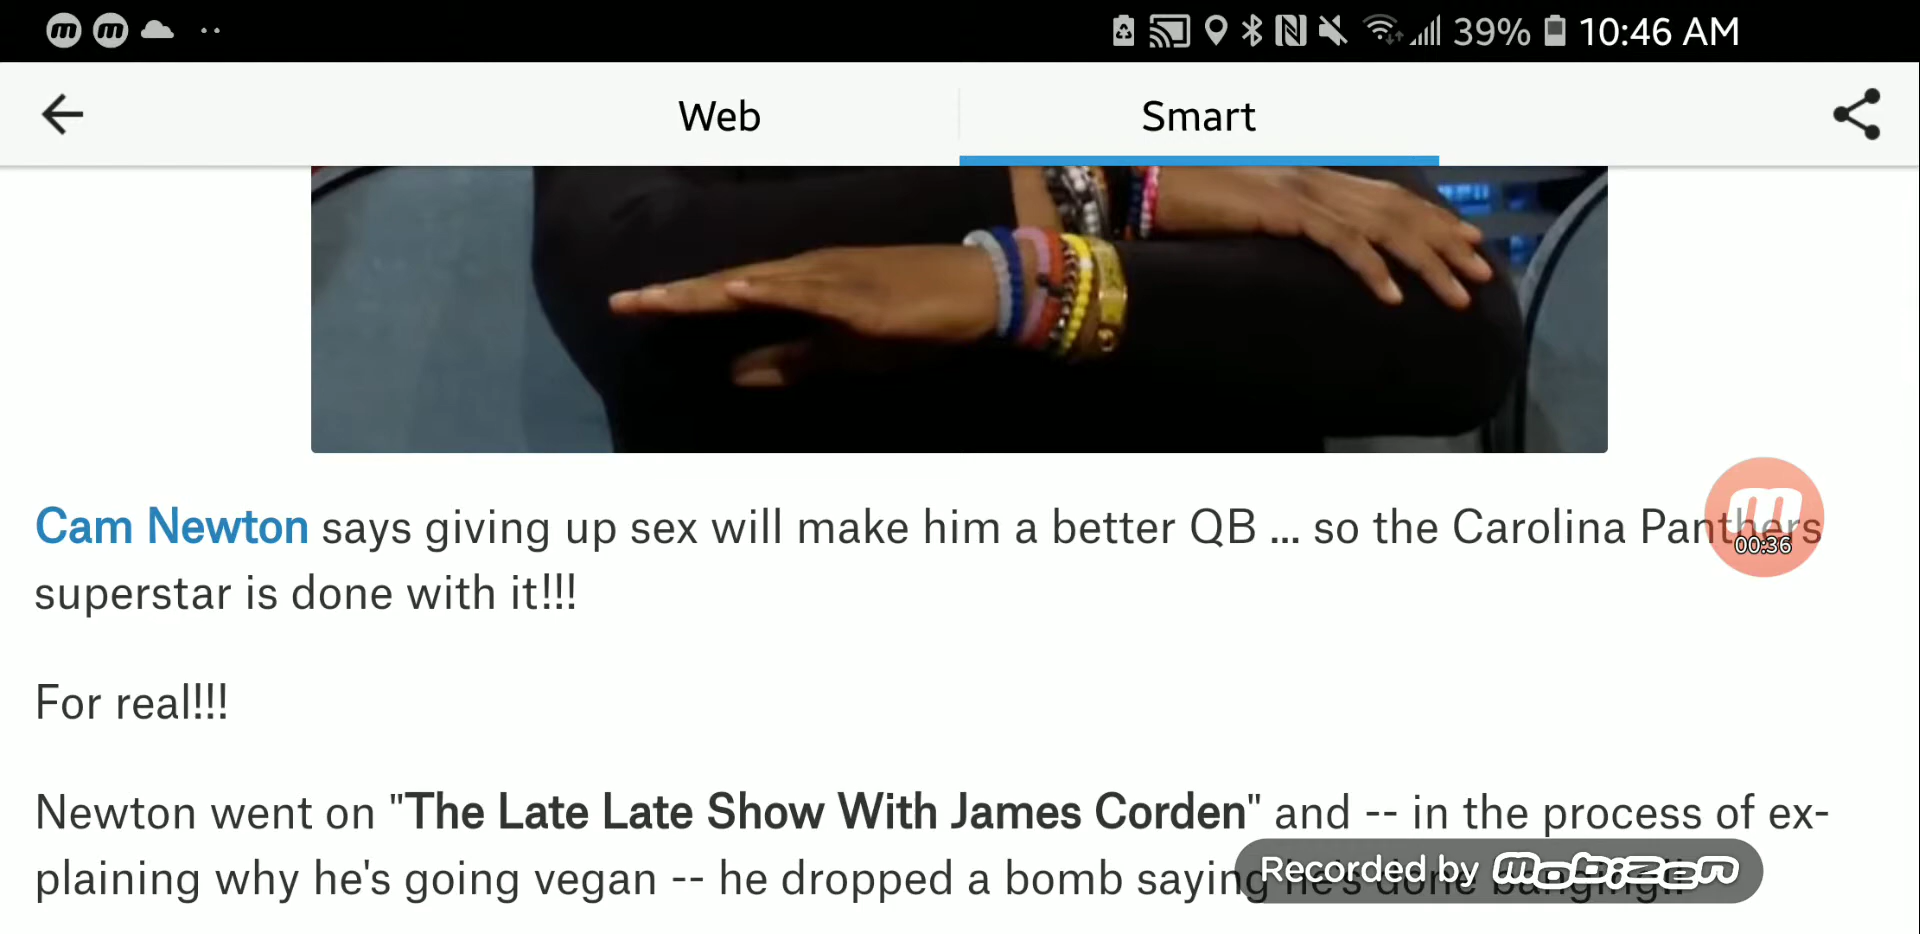 39% 10:46 AM
Web Smart
Cam Newton says giving up sex will make him a better QB ... so the Carolina Panthers
00:36
superstar is done with it!!!
For real!!!
Newton went on "The Late Late Show With James Corden" and -- in the process of ex-
plaining why he's going vegan -- he dropped a bomb saying he's done banging!!
Recorded by mobizen